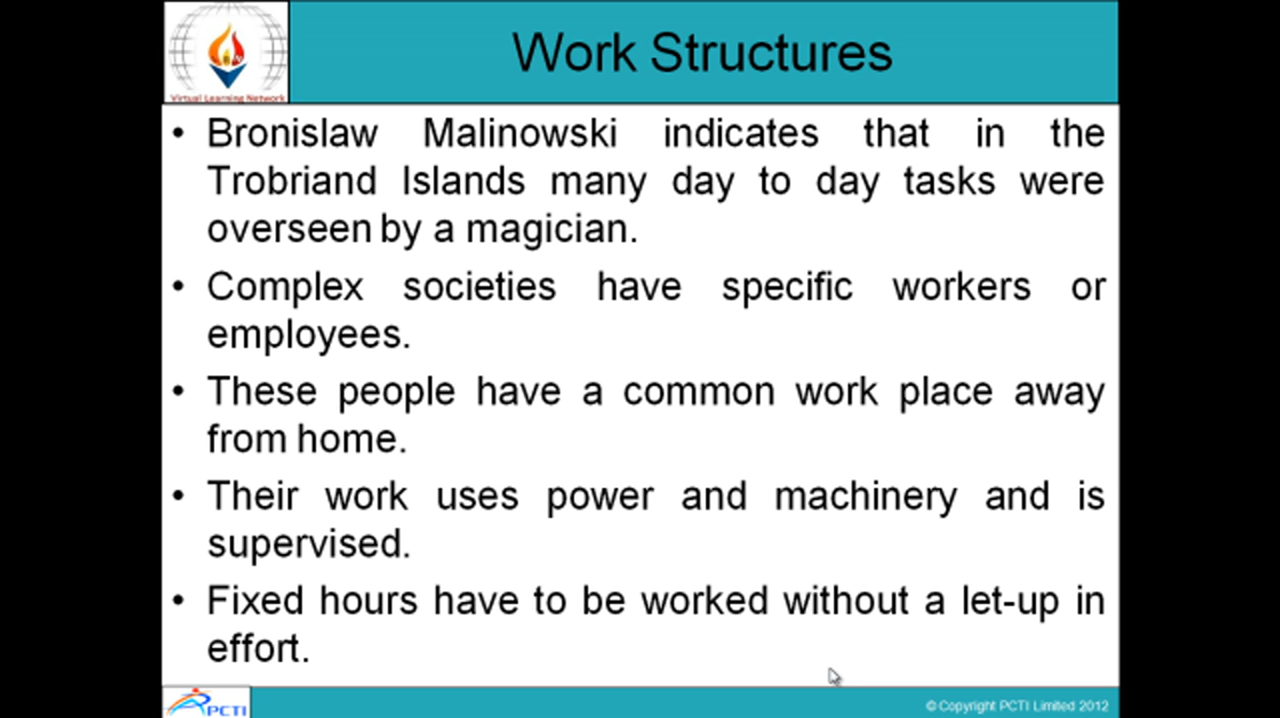 Virtual Learning Network
Work Structures
• Bronislaw Malinowski indicates that in the
Trobriand Islands many day to day tasks were
overseen by a magician.
• Complex societies have specific workers or
employees.
• These people have a common work place away
from home.
• Their work uses power and machinery and is
supervised.
• Fixed hours have to be worked without a let-up in
effort.
PCTI
© Copyright PCTI Limited 2012